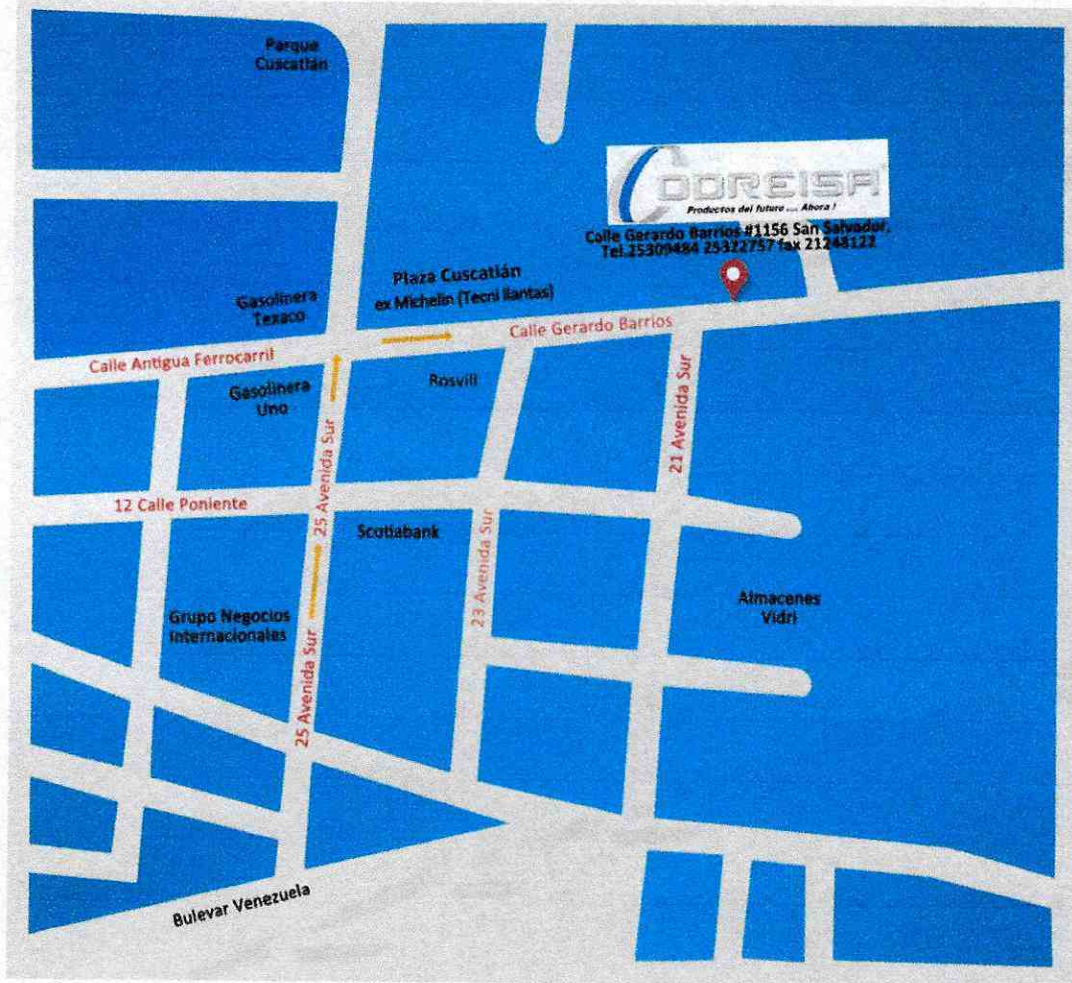 Parque
Cuscatlán
CODREISA
Productos del futuro .... Ahora !
Calle Gerardo Barrios #1156 San Salvador.
Tel.25309484 25322757 fax 21248122
Plaza Cuscatlán
ex Michelin (Tecni llantas)
Gasolinera
Texaco
Calle Gerardo Barrios
Calle Antigua Ferrocarril
Gasolinera
Uno
Rosvill
25 Avenida Sur
21 Avenida Sur
12 Calle Poniente
Scotiabank
23 Avenida Sur
Grupo Negocios
Internacionales
Almacenes
Vidri
25 Avenida Sur
Bulevar Venezuela